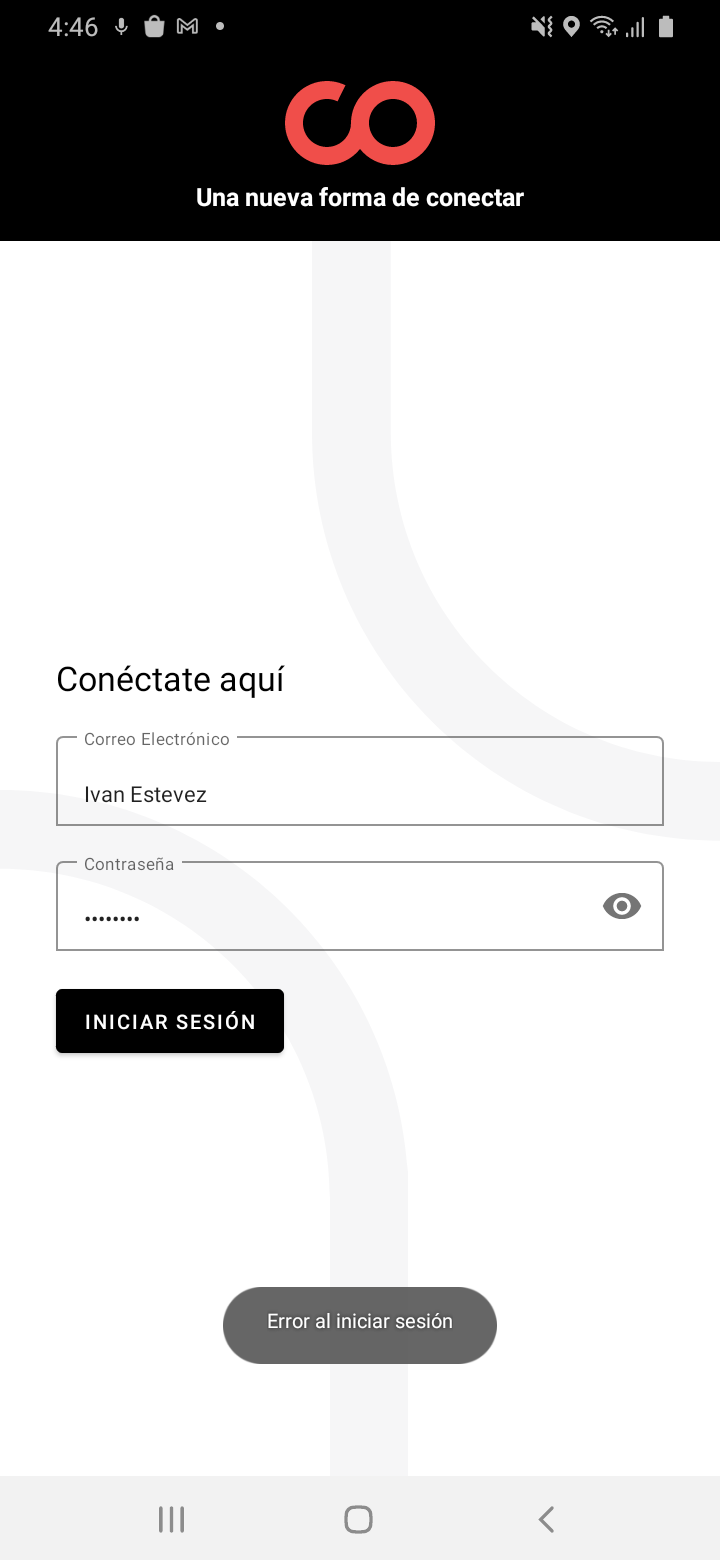 4:46
Una nueva forma de conectar
Conéctate aquí
Correo Electrónico
Ivan Estevez
Contraseña
••••••••
INICIAR SESIÓN
Error al iniciar sesión